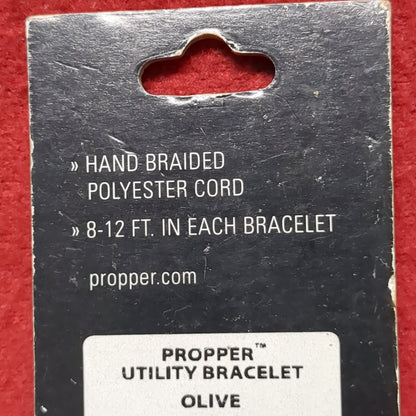 » HAND BRAIDED
POLYESTER CORD
» 8-12 FT. IN EACH BRACELET
propper.com
PROPPER™
UTILITY BRACELET
OLIVE